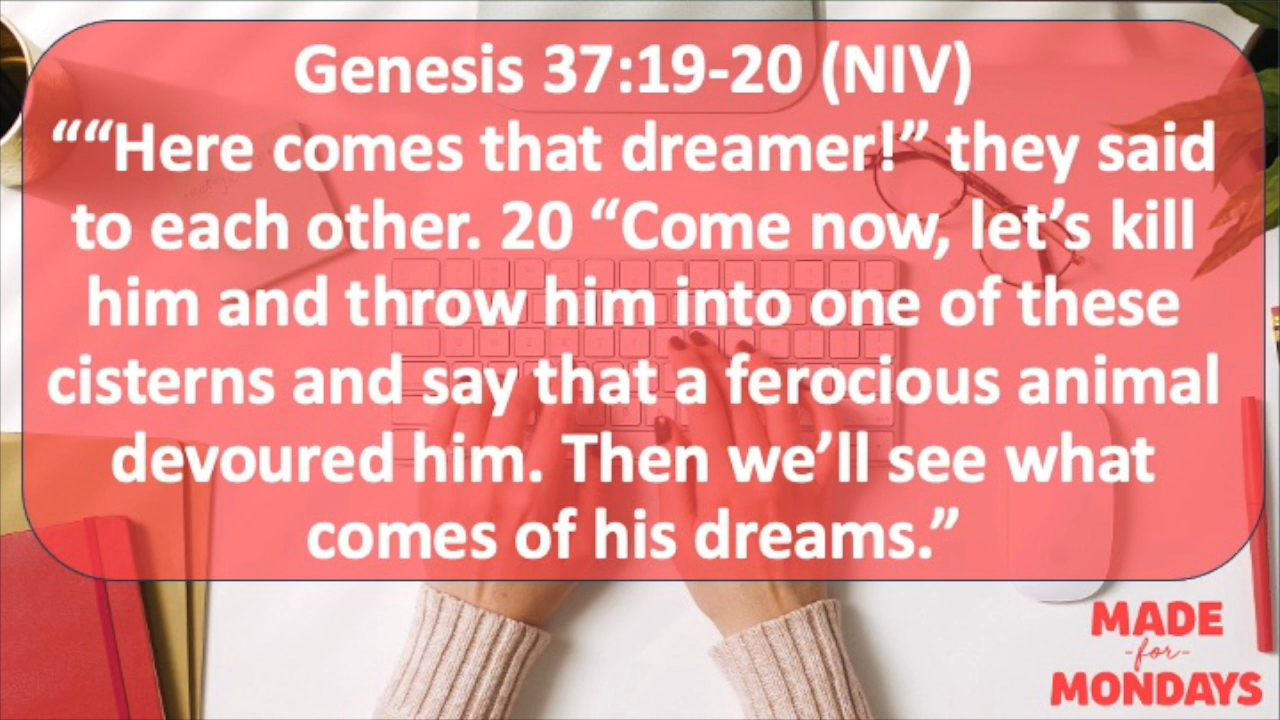 Genesis 37:19-20 (NIV)
““Here comes that dreamer!” they said
to each other. 20 “Come now, let’s kill
him and throw him into one of these
cisterns and say that a ferocious animal
devoured him. Then we’ll see what
comes of his dreams.”
MADE
-for-
MONDAYS